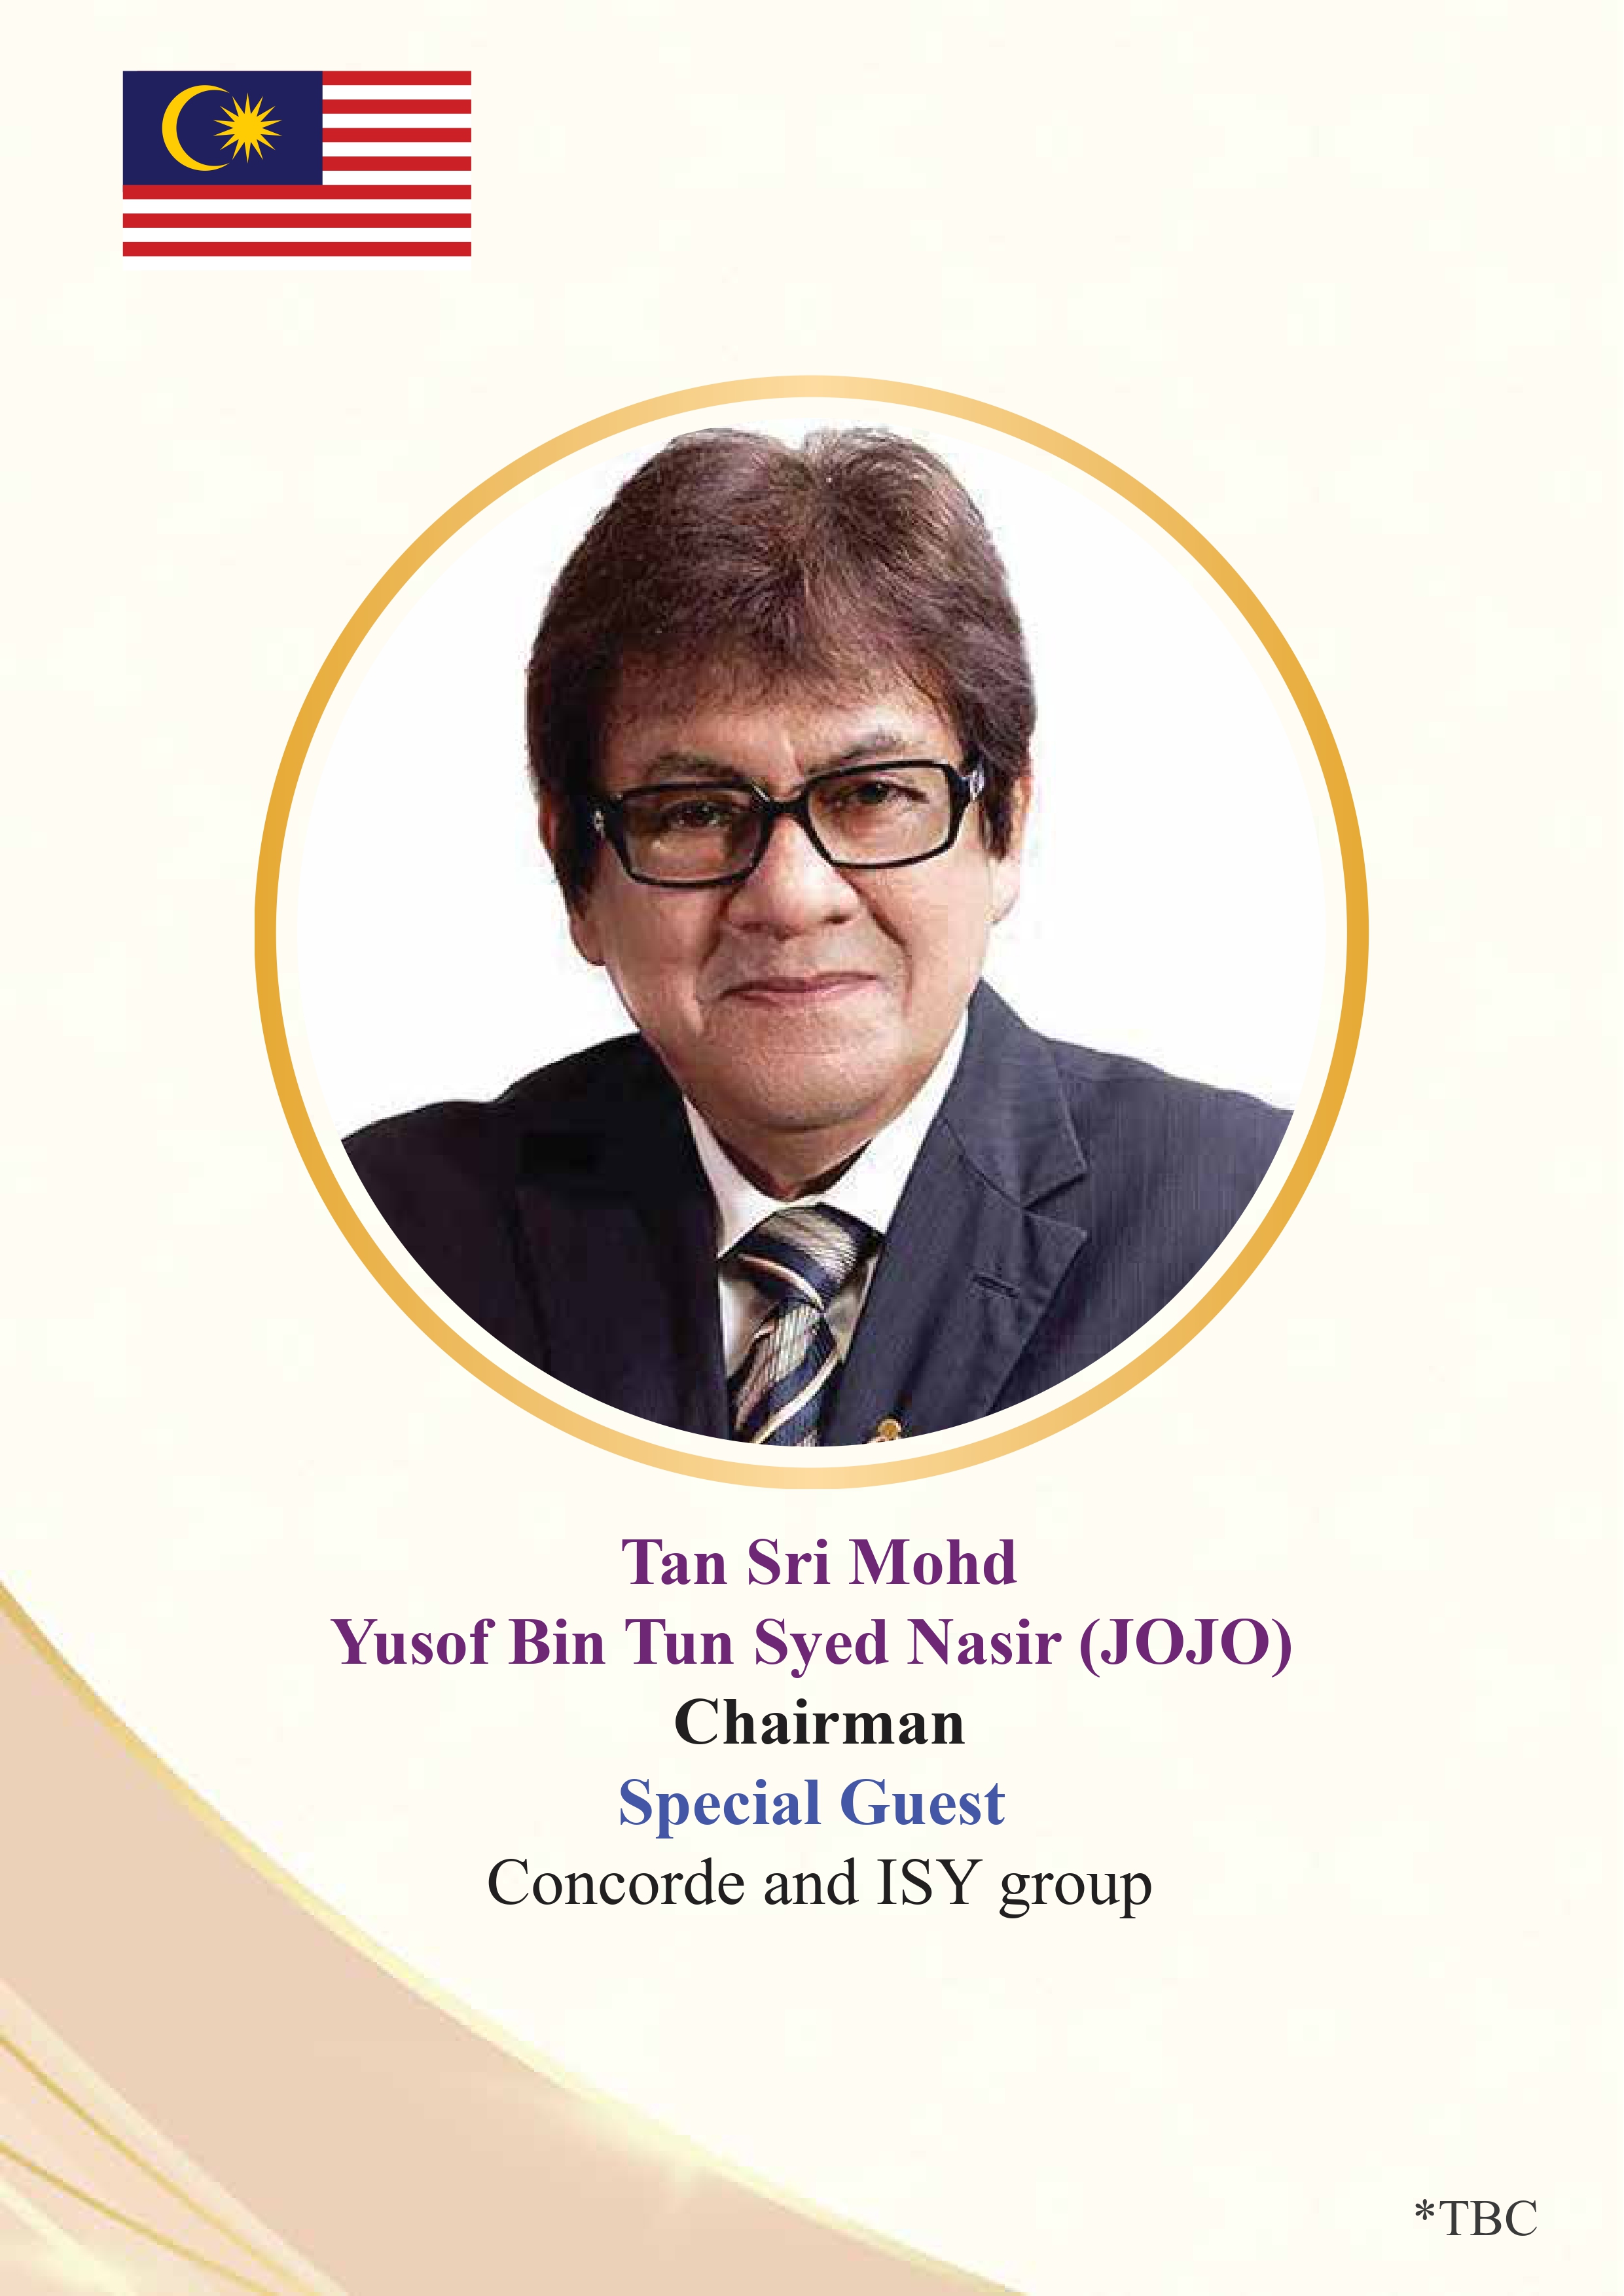 Tan Sri Mohd
Yusof Bin Tun Syed Nasir (JOJO)
Chairman
Special Guest
Concorde and ISY group
*TBC